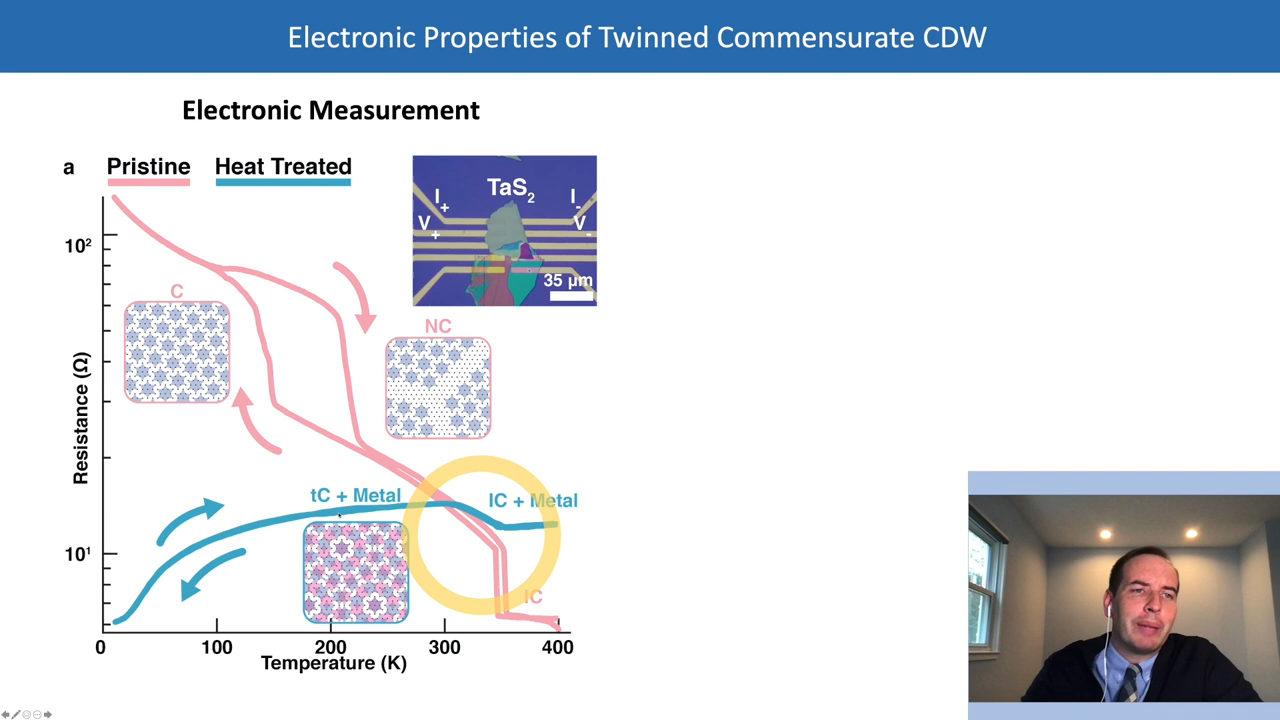 Electronic Properties of Twinned Commensurate CDW
Electronic Measurement
a Pristine Heat Treated
TaS2
I+ I-
V+ V-
35 µm
10²
C
NC
Resistance (Ω)
tC + Metal
IC + Metal
10¹
IC
0 100 200 300 400
Temperature (K)